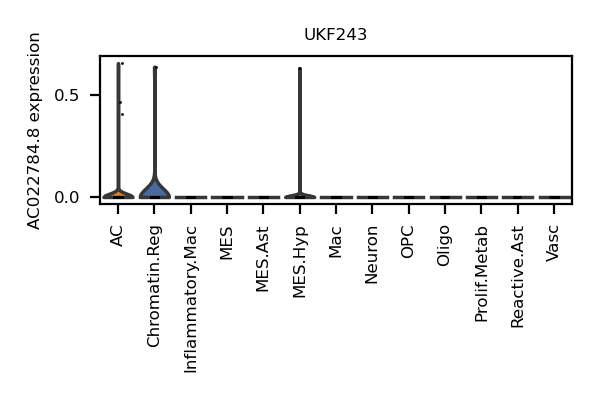 UKF243
AC022784.8 expression
0.5
0.0
AC
Chromatin.Reg
Inflammatory.Mac
MES
MES.Ast
MES.Hyp
Mac
Neuron
OPC
Oligo
Prolif.Metab
Reactive.Ast
Vasc